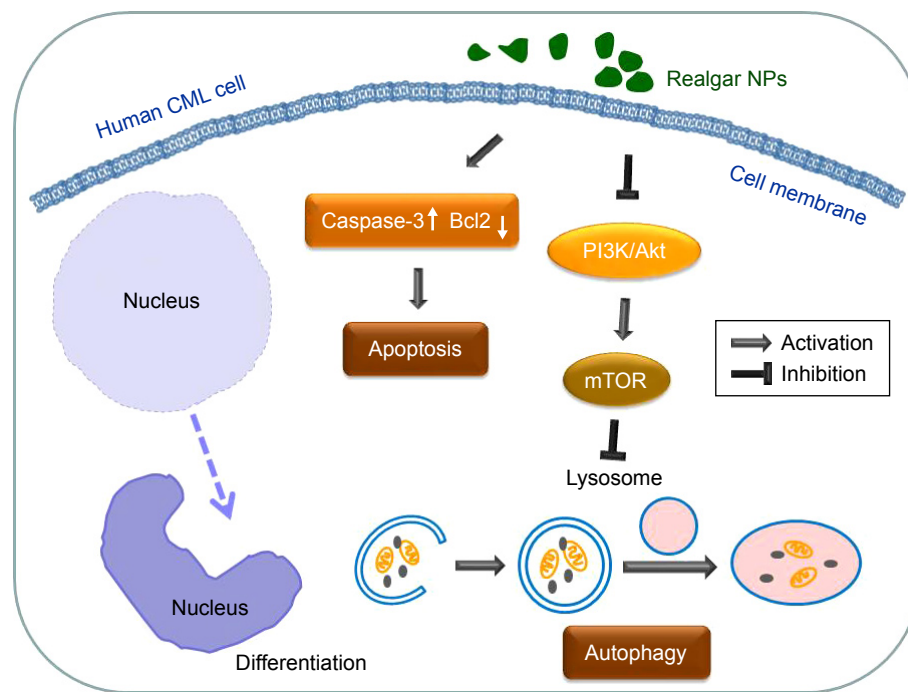 Realgar NPs
Human CML cell
Cell membrane
Caspase-3↑ Bcl2↓
PI3K/Akt
Nucleus
Apoptosis
Activation
Inhibition
mTOR
Lysosome
Nucleus
Differentiation
Autophagy